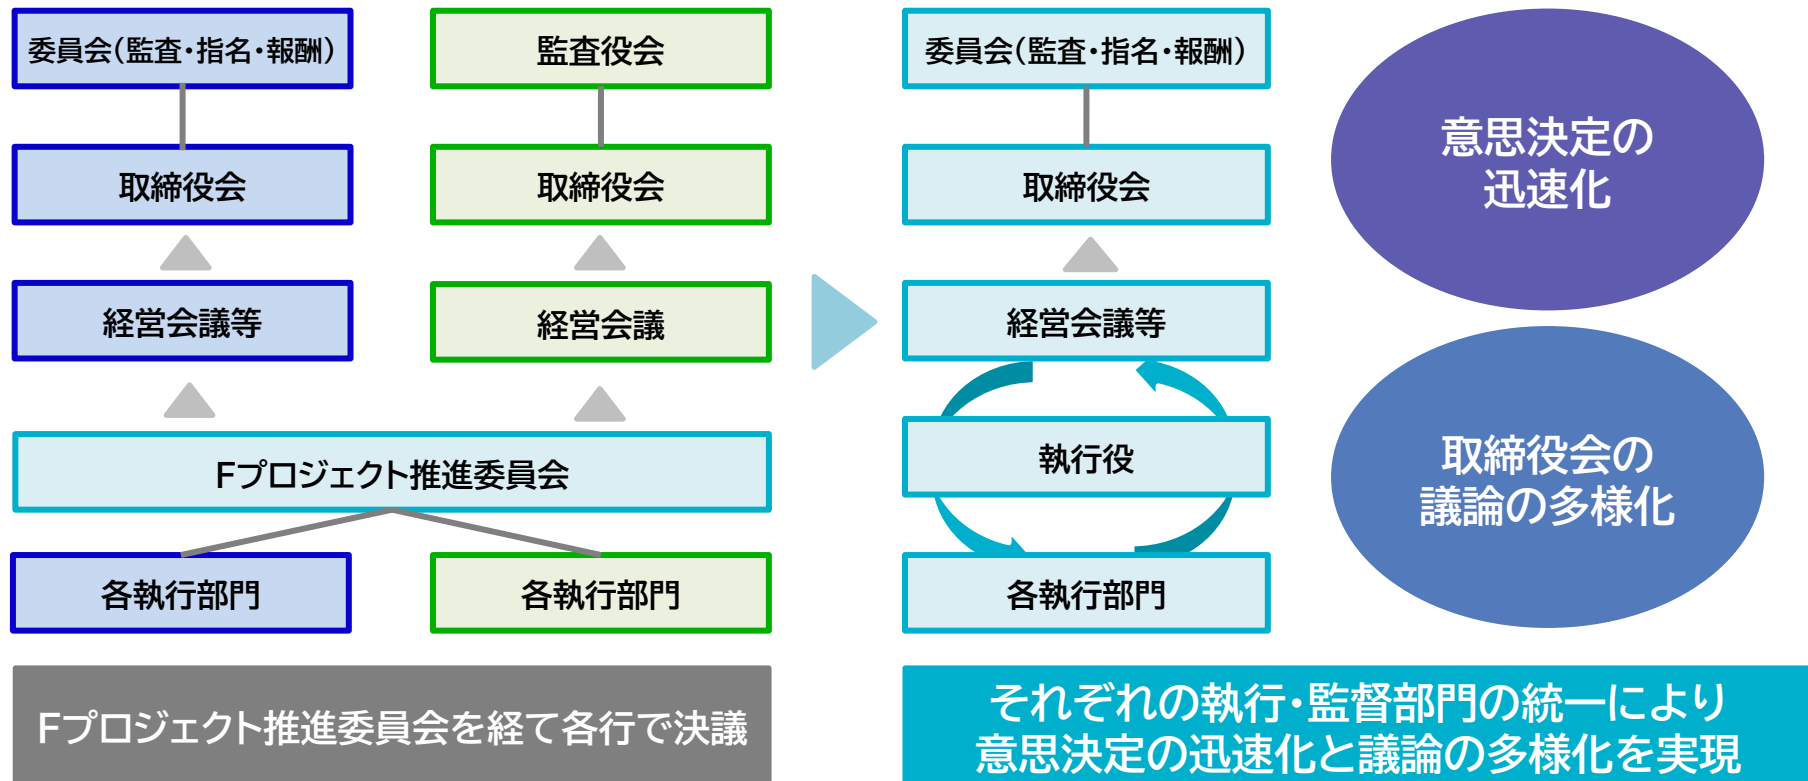 委員会(監査・指名・報酬)
取締役会
経営会議等
監査役会
取締役会
経営会議
Fプロジェクト推進委員会
各執行部門
各執行部門
Fプロジェクト推進委員会を経て各行で決議
委員会(監査・指名・報酬)
取締役会
経営会議等
執行役
各執行部門
意思決定の
迅速化
取締役会の
議論の多様化
それぞれの執行・監督部門の統一により
意思決定の迅速化と議論の多様化を実現